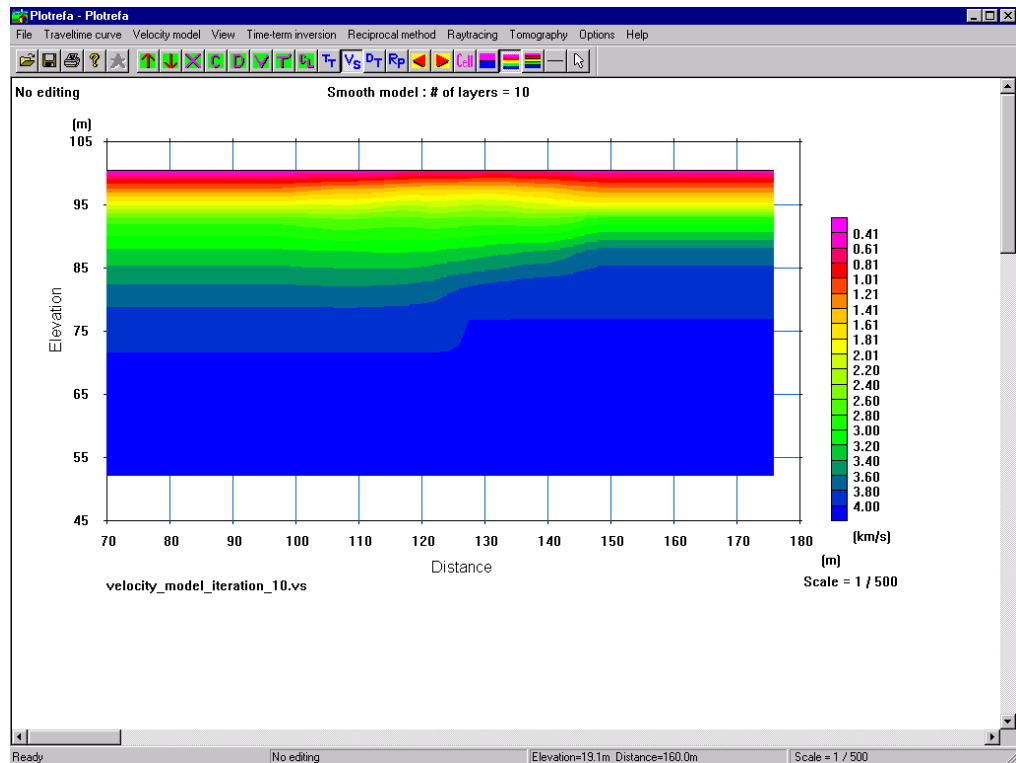 Plotrefa - Plotrefa
File Traveltime curve Velocity model View Time-term inversion Reciprocal method Raytracing Tomography Options Help
? C D TT VS DT RP Cell
No editing Smooth model : # of layers = 10
(m)
105
95
85
75
65
55
45
Elevation
70 80 90 100 110 120 130 140 150 160 170 180
Distance
(m)
0.41
0.61
0.81
1.01
1.21
1.41
1.61
1.81
2.01
2.20
2.40
2.60
2.80
3.00
3.20
3.40
3.60
3.80
4.00
(km/s)
velocity_model_iteration_10.vs
Scale = 1 / 500
Ready No editing Elevation=19.1m Distance=160.0m Scale = 1 / 500